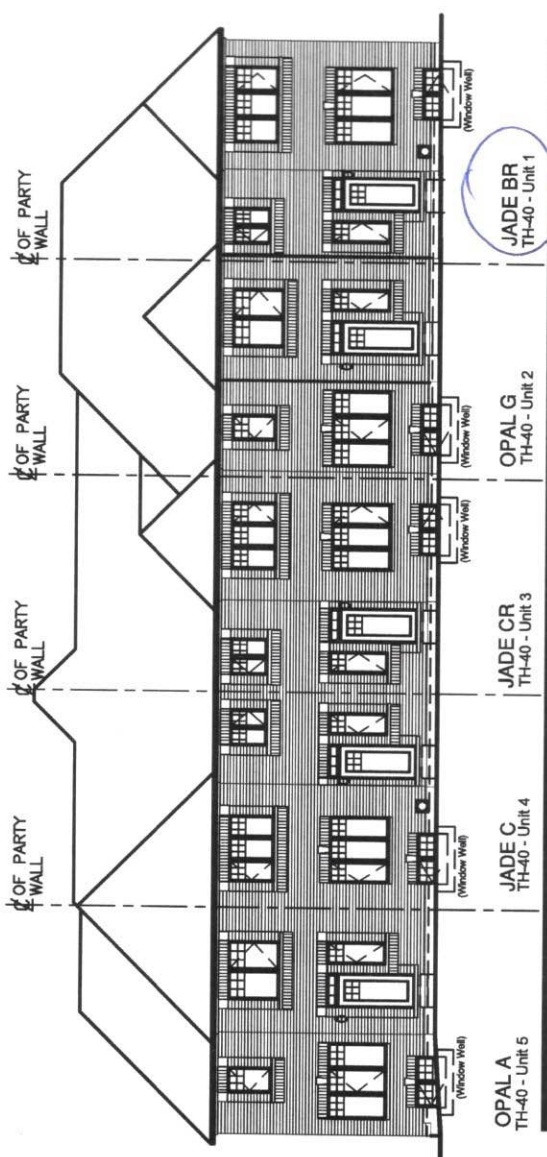 ℄ OF PARTY
WALL
℄ OF PARTY
WALL
℄ OF PARTY
WALL
℄ OF PARTY
WALL
(Window Well)
(Window Well)
(Window Well)
(Window Well)
(Window Well)
OPAL A
TH-40 - Unit 5
JADE C
TH-40 - Unit 4
JADE CR
TH-40 - Unit 3
OPAL G
TH-40 - Unit 2
JADE BR
TH-40 - Unit 1